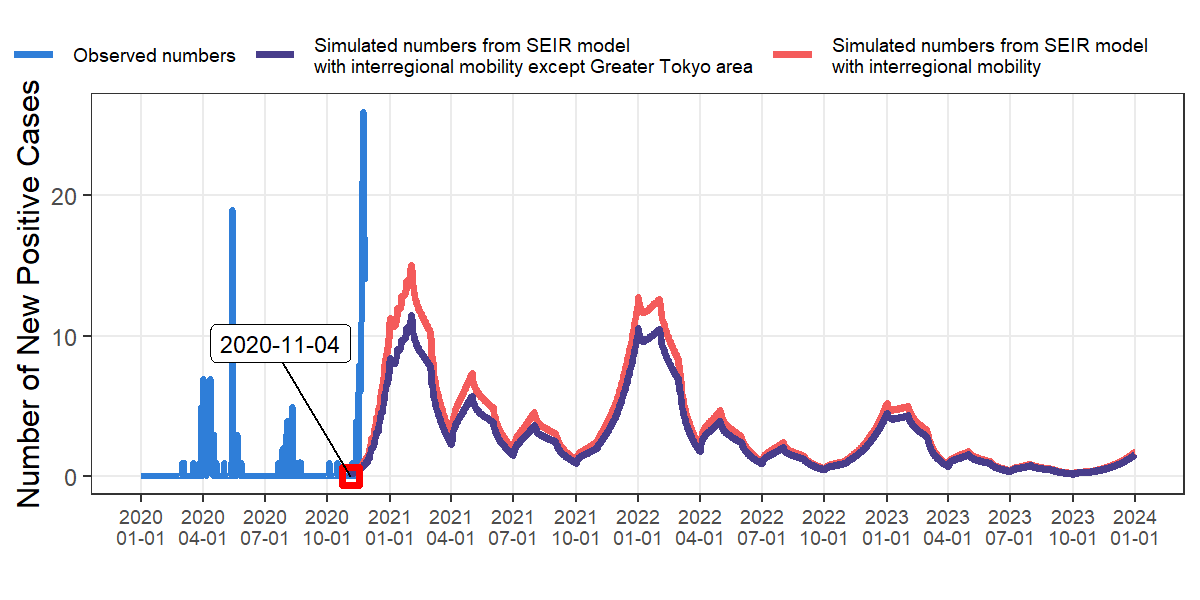 Observed numbers
Simulated numbers from SEIR model
with interregional mobility except Greater Tokyo area
Simulated numbers from SEIR model
with interregional mobility
Number of New Positive Cases
20
10
0
2020-11-04
2020 2020 2020 2020 2021 2021 2021 2021 2022 2022 2022 2022 2023 2023 2023 2023 2024
01-01 04-01 07-01 10-01 01-01 04-01 07-01 10-01 01-01 04-01 07-01 10-01 01-01 04-01 07-01 10-01 01-01